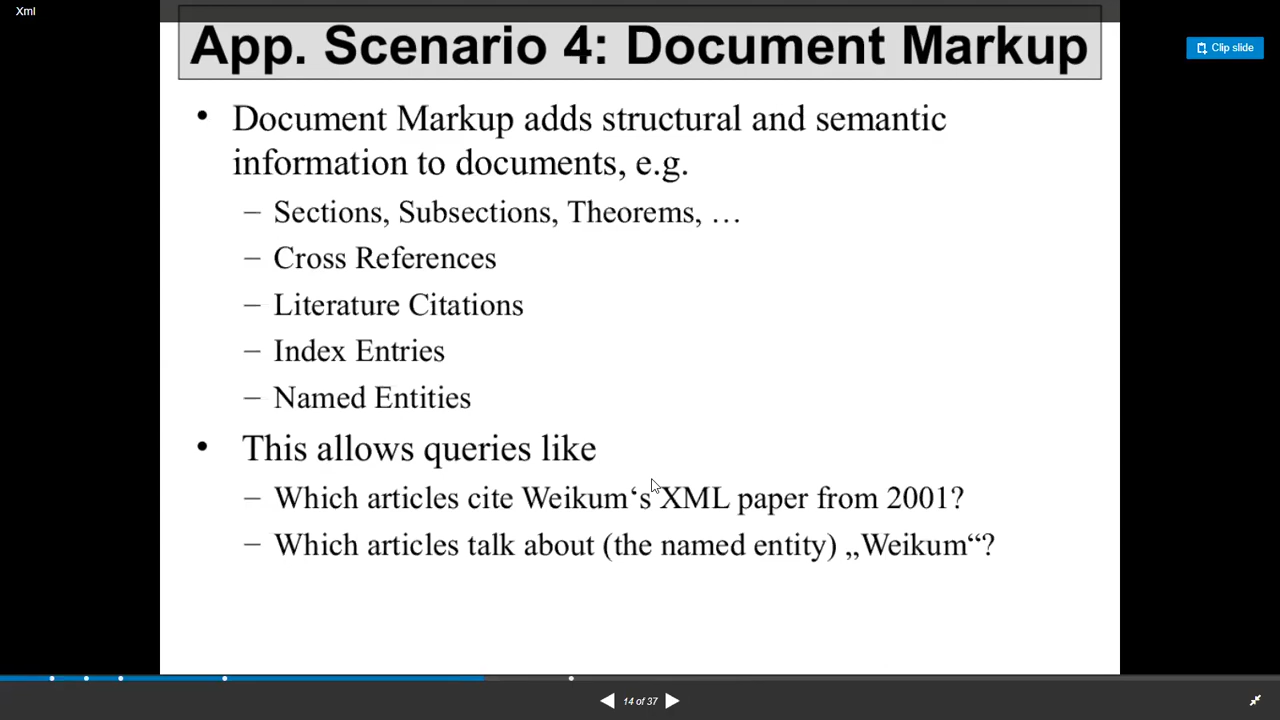 Xml
App. Scenario 4: Document Markup
Clip slide
• Document Markup adds structural and semantic
information to documents, e.g.
– Sections, Subsections, Theorems, …
– Cross References
– Literature Citations
– Index Entries
– Named Entities
• This allows queries like
– Which articles cite Weikum‘s XML paper from 2001?
– Which articles talk about (the named entity) „Weikum“?
14 of 37